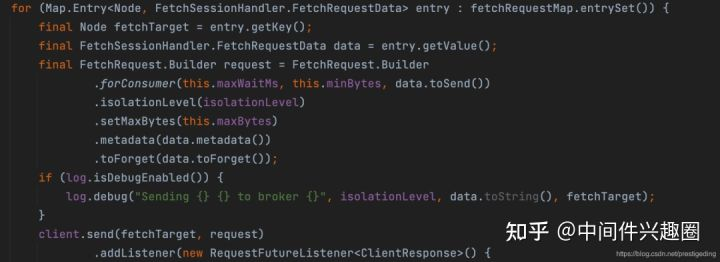 for (Map.Entry<Node, FetchSessionHandler.FetchRequestData> entry : fetchRequestMap.entrySet()) {
    final Node fetchTarget = entry.getKey();
    final FetchSessionHandler.FetchRequestData data = entry.getValue();
    final FetchRequest.Builder request = FetchRequest.Builder
            .forConsumer(this.maxWaitMs, this.minBytes, data.toSend())
            .isolationLevel(isolationLevel)
            .setMaxBytes(this.maxBytes)
            .metadata(data.metadata())
            .toForget(data.toForget());
    if (log.isDebugEnabled()) {
        log.debug("Sending {} {} to broker {}", isolationLevel, data.toString(), fetchTarget);
    }
    client.send(fetchTarget, request)
            .addListener(new RequestFutureListener<ClientResponse>() {
知乎 @中间件兴趣圈
https://blog.csdn.net/prestigeding